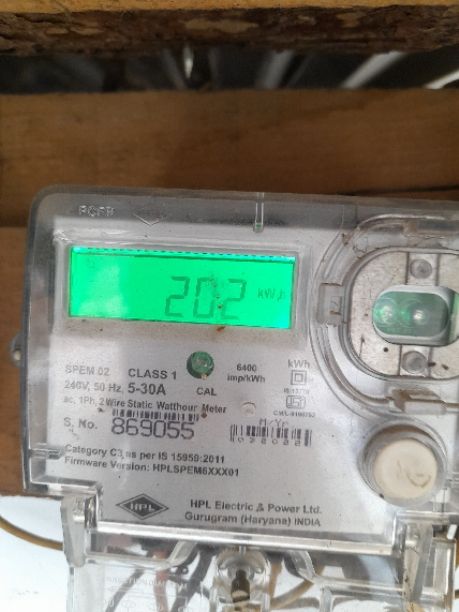 202 kWh
SPEM 02 CLASS 1 6400 imp/kWh kWh
240V, 50 Hz, 5-30A CAL
ac, 1Ph, 2Wire Static Watthour Meter
M/Yr
S. No. 869055
Category C3, as per IS 15959:2011
Firmware Version: HPLSPEM6XXX01
HPL
HPL Electric & Power Ltd.
Gurugram (Haryana) INDIA